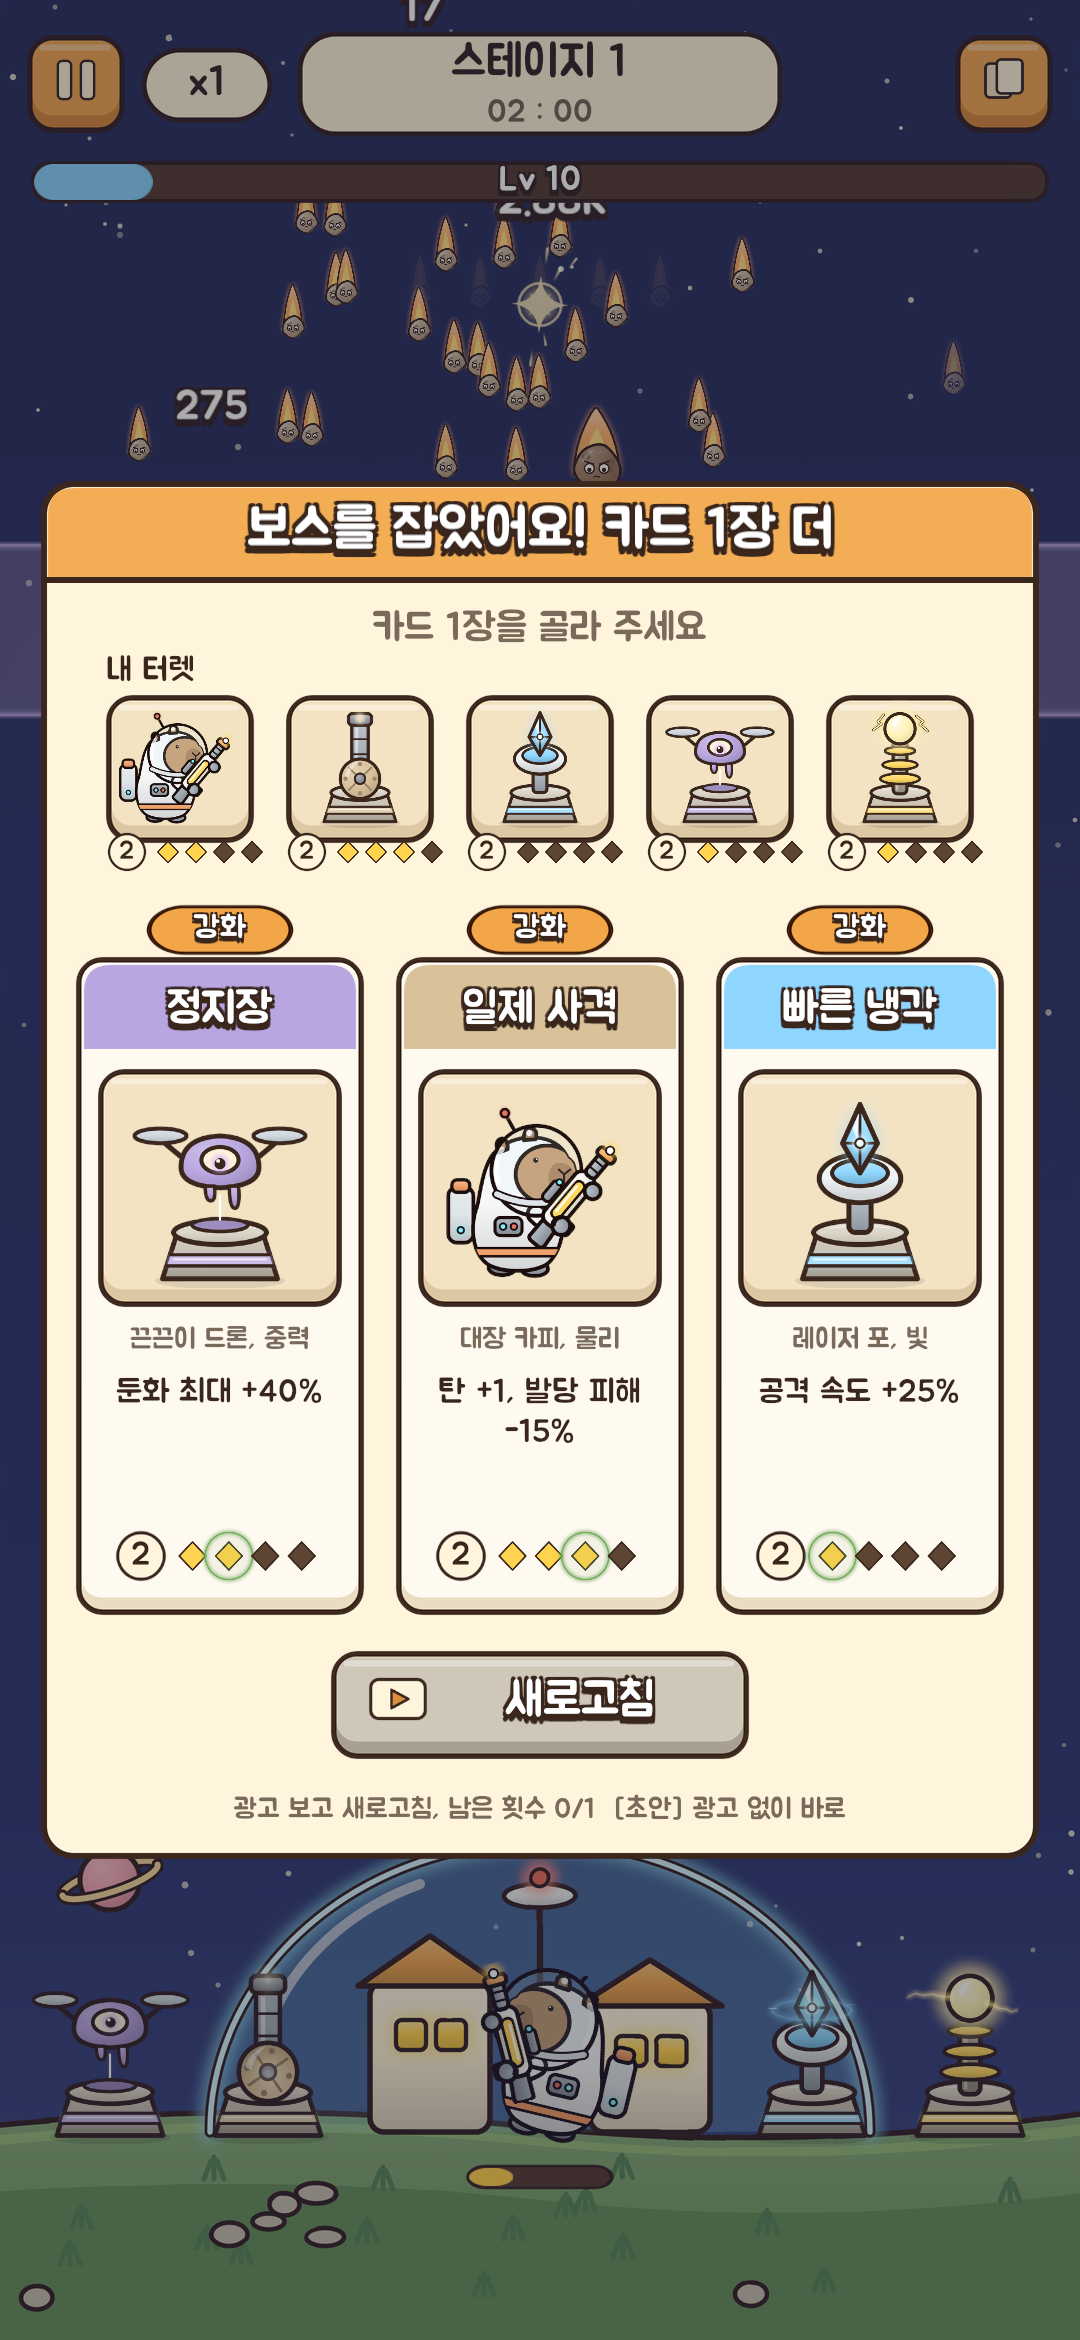 17
스테이지 1
x1
02 : 00
Lv 10
275
보스를 잡았어요! 카드 1장 더
카드 1장을 골라 주세요
내 터렛
2 2 2 2 2
강화 강화 강화
정지장 일제 사격 빠른 냉각
끈끈이 드론, 중력 대장 카피, 물리 레이저 포, 빛
둔화 최대 +40% 탄 +1, 발당 피해 공격 속도 +25%
-15%
2 2 2
새로고침
광고 보고 새로고침, 남은 횟수 0/1 [초안] 광고 없이 바로